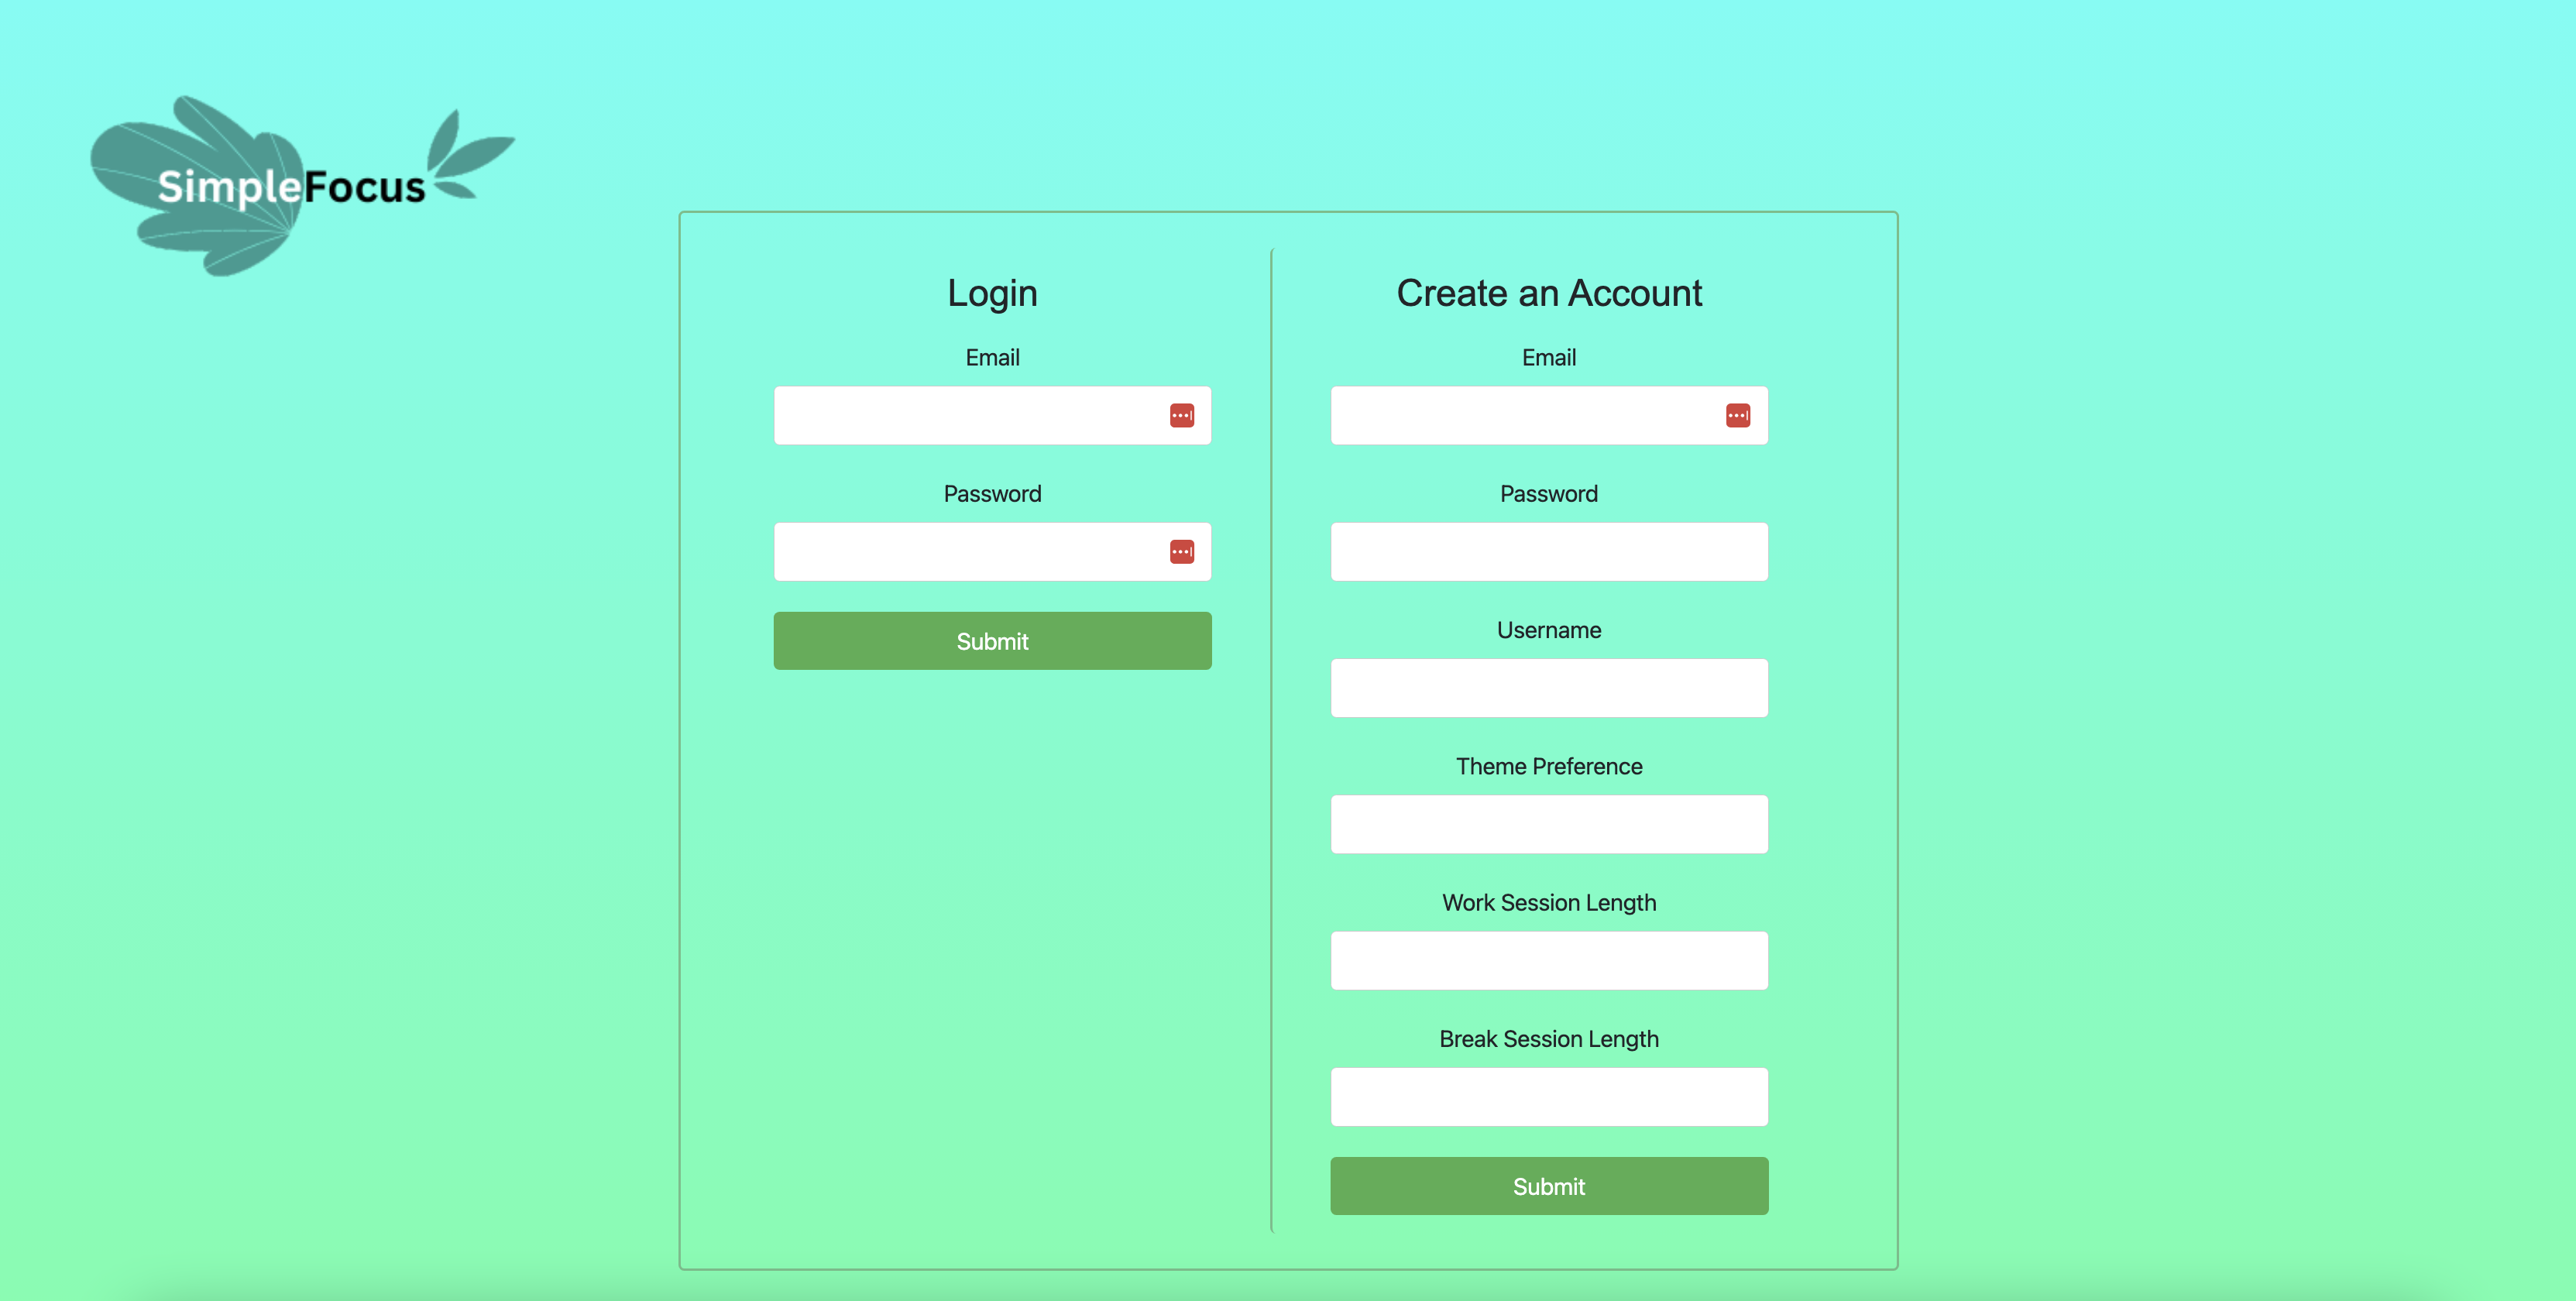 SimpleFocus
Login
Email
Password
Submit
Create an Account
Email
Password
Username
Theme Preference
Work Session Length
Break Session Length
Submit